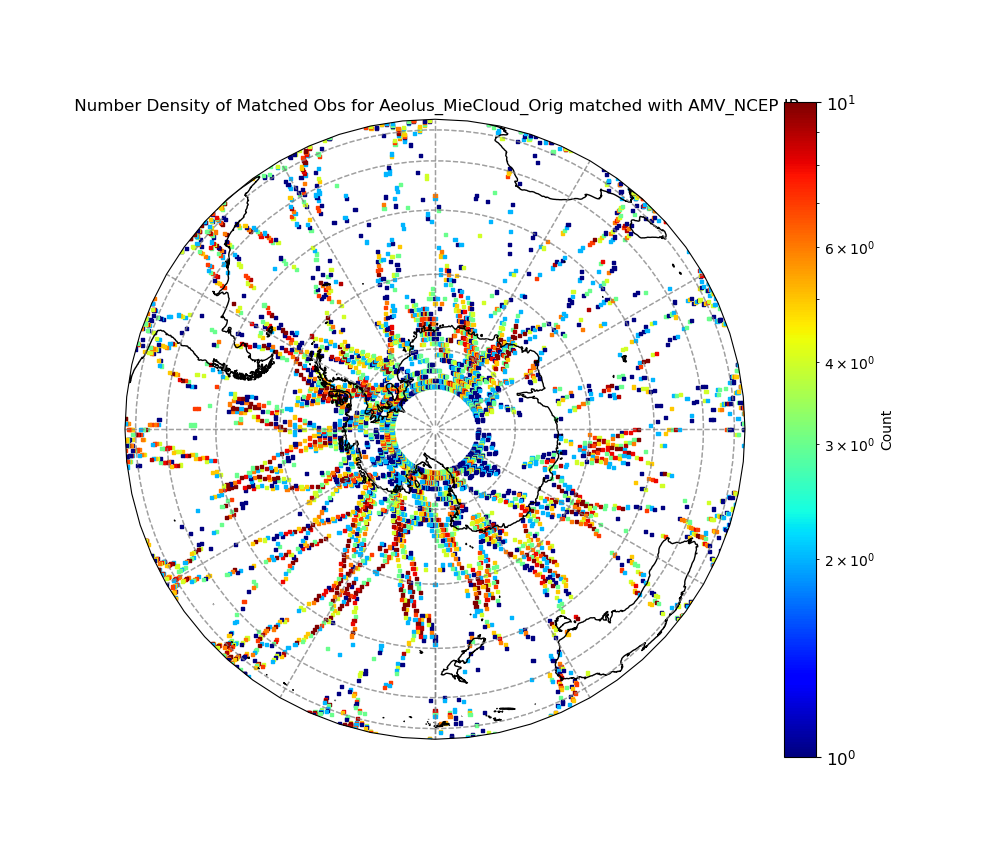 Number Density of Matched Obs for Aeolus_MieCloud_Orig matched with AMV_NCEP
10¹
6 × 10⁰
4 × 10⁰
3 × 10⁰
2 × 10⁰
10⁰
Count